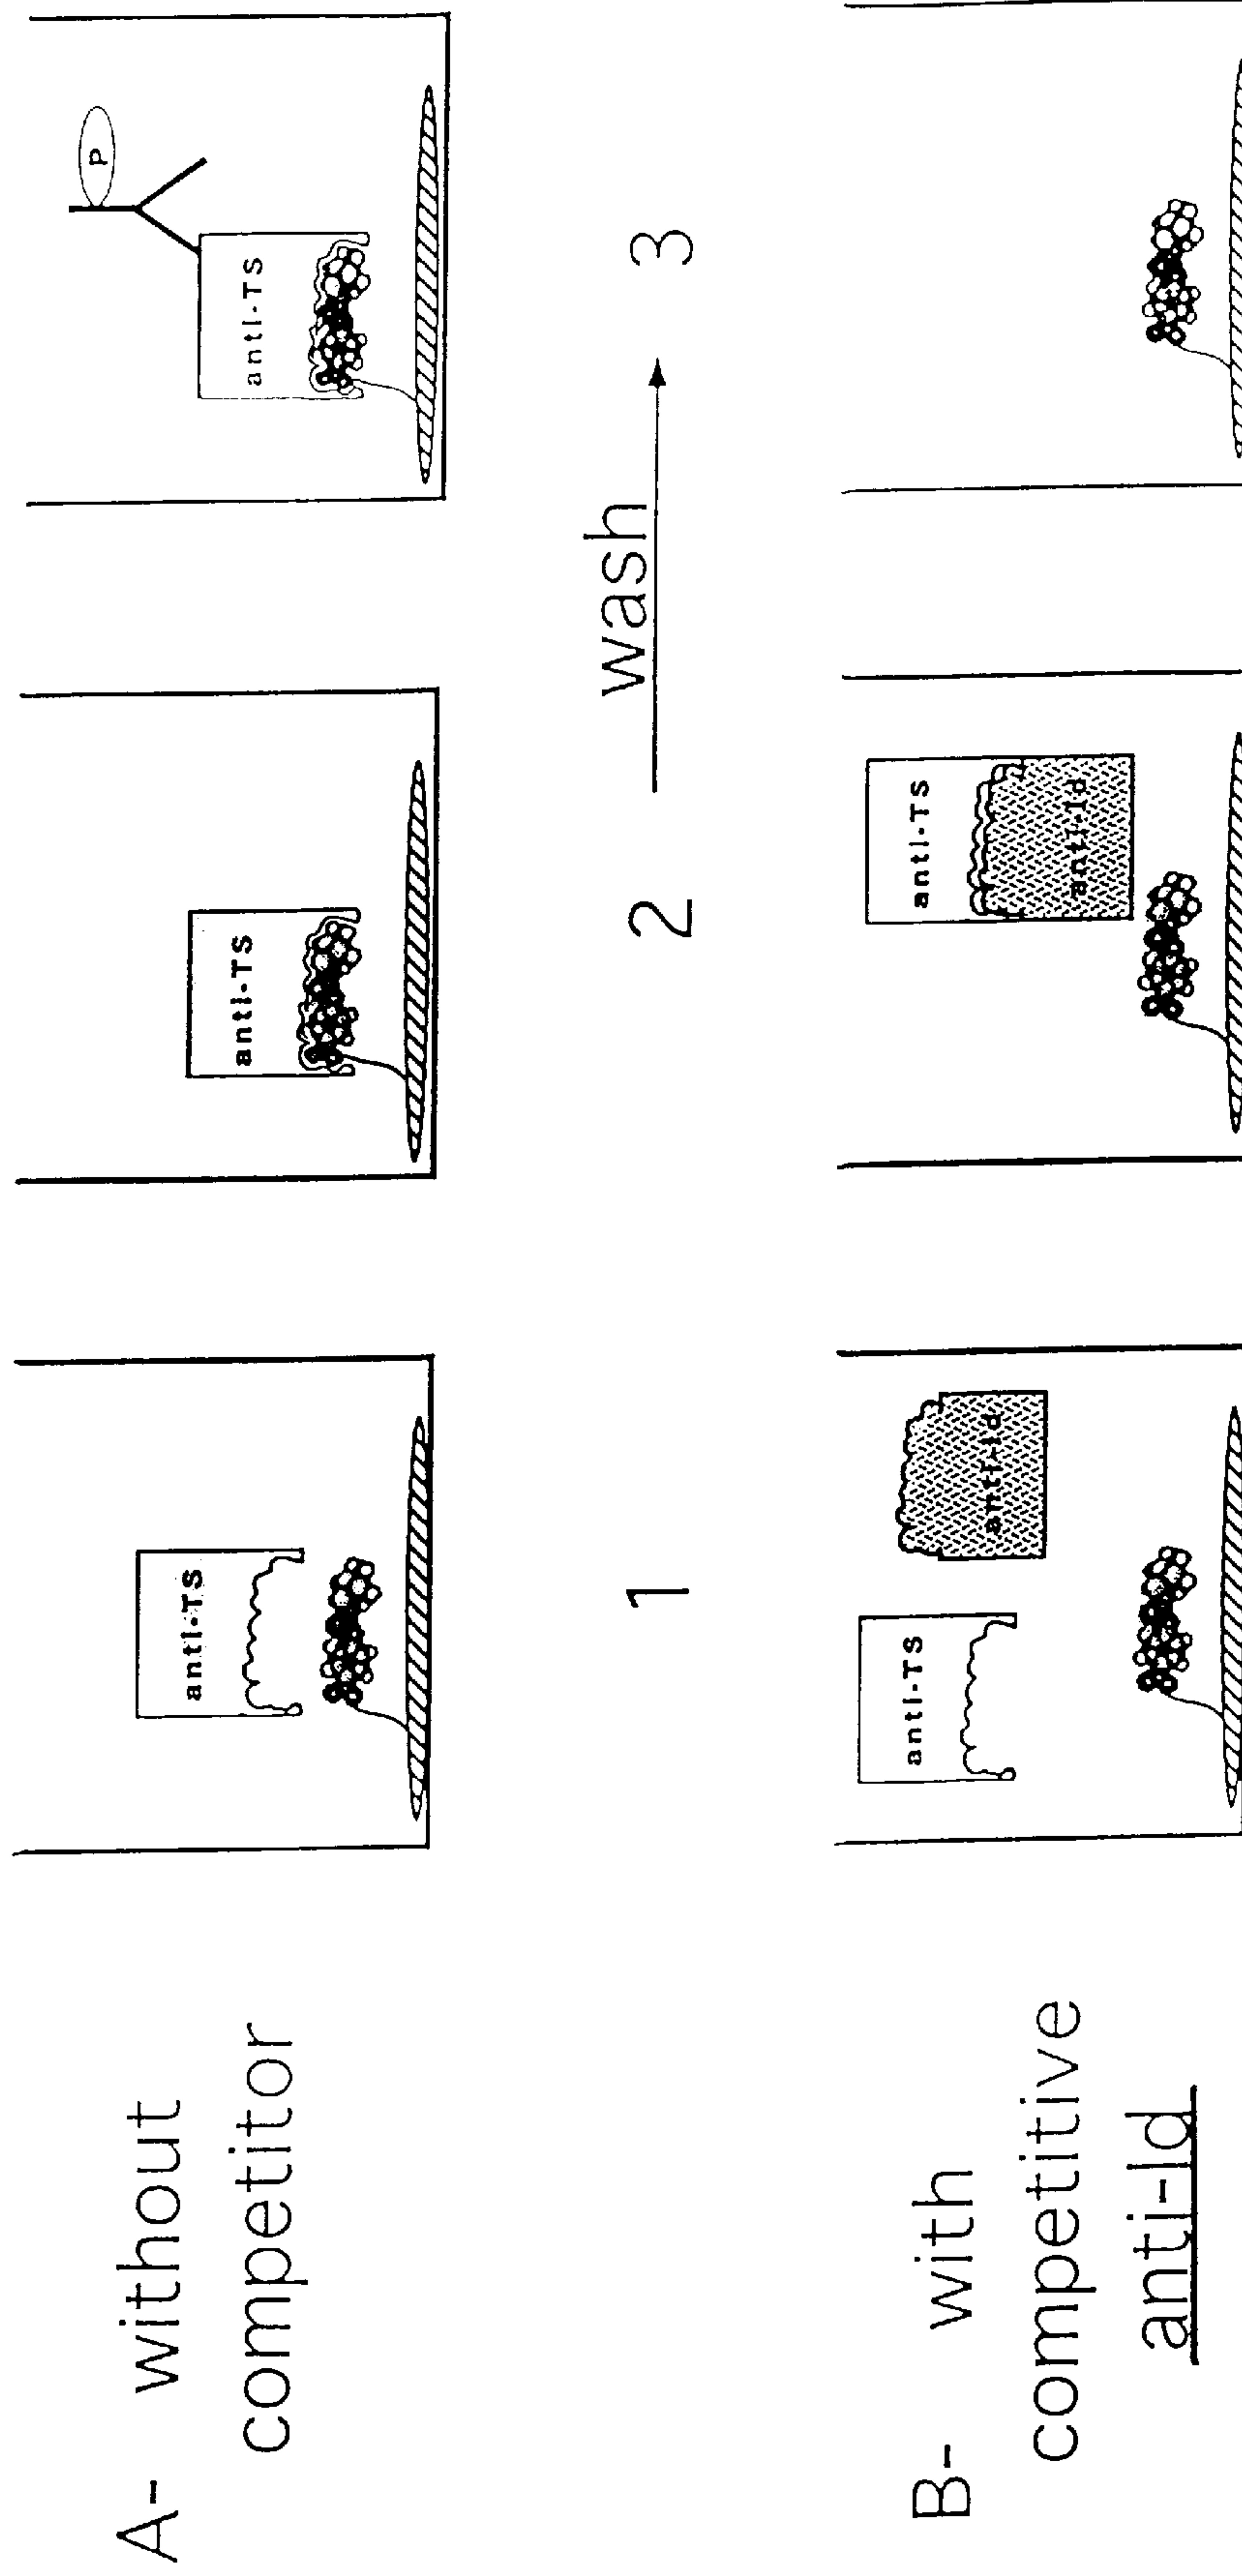 A- without
competitor
anti-TS
anti-TS
anti-TS
P
1
2
wash
3
B- with
competitive
anti-Id
anti-TS
anti-id
anti-TS
anti-Id